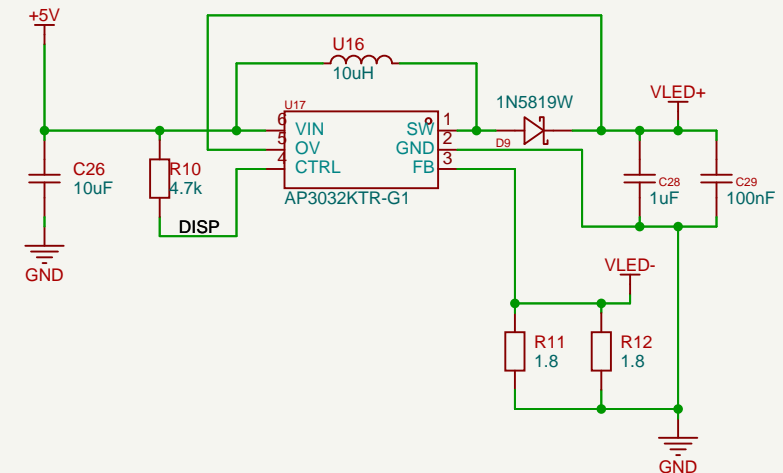 +5V
U16
10uH
1N5819W
VLED+
U17
6
VIN
SW
1
5
OV
GND
2
4
CTRL
FB
3
D9
AP3032KTR-G1
C26
10uF
R10
4.7k
DISP
C28
1uF
C29
100nF
GND
VLED-
R11
1.8
R12
1.8
GND